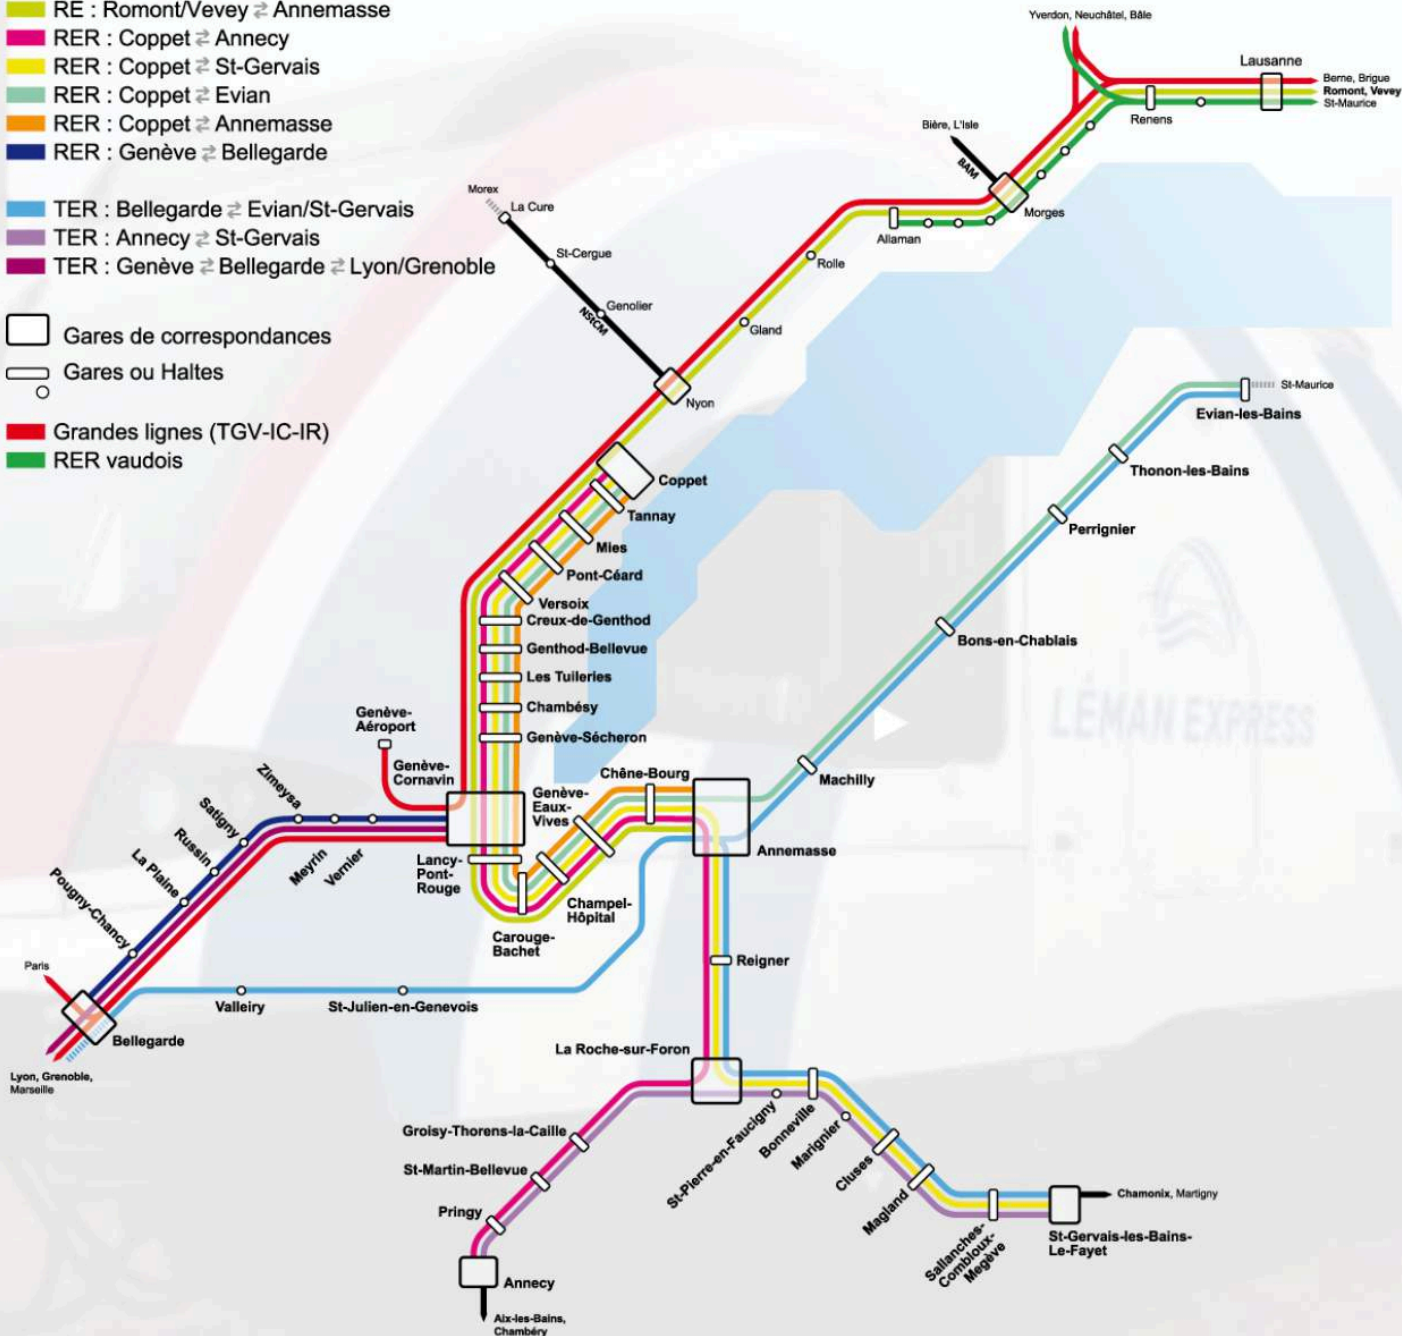 RE : Romont/Vevey ⇄ Annemasse
RER : Coppet ⇄ Annecy
RER : Coppet ⇄ St-Gervais
RER : Coppet ⇄ Evian
RER : Coppet ⇄ Annemasse
RER : Genève ⇄ Bellegarde
TER : Bellegarde ⇄ Evian/St-Gervais
TER : Annecy ⇄ St-Gervais
TER : Genève ⇄ Bellegarde ⇄ Lyon/Grenoble
Gares de correspondances
Gares ou Haltes
Grandes lignes (TGV-IC-IR)
RER vaudois
Yverdon, Neuchâtel, Bâle
Lausanne
Berne, Brigue
Romont, Vevey
St-Maurice
Renens
Bière, L'Isle
BAM
Morges
Allaman
Rolle
Gland
Morex
La Cure
St-Cergue
Genolier
NStCM
Nyon
Coppet
Tannay
Mies
Pont-Céard
Versoix
Creux-de-Genthod
Genthod-Bellevue
Les Tuileries
Chambésy
Genève-Sécheron
St-Maurice
Evian-les-Bains
Thonon-les-Bains
Perrignier
Bons-en-Chablais
Machilly
LÉMAN EXPRESS
Genève-
Aéroport
Genève-
Cornavin
Chêne-Bourg
Genève-
Eaux-
Vives
Annemasse
Lancy-
Pont-
Rouge
Champel-
Hôpital
Carouge-
Bachet
Zimeysa
Satigny
Russin
La Plaine
Pougny-Chancy
Meyrin
Vernier
Paris
Bellegarde
Lyon, Grenoble,
Marseille
Valleiry
St-Julien-en-Genevois
Reigner
La Roche-sur-Foron
Groisy-Thorens-la-Caille
St-Martin-Bellevue
Pringy
Annecy
Aix-les-Bains,
Chambéry
St-Pierre-en-Faucigny
Bonneville
Marignier
Cluses
Magland
Sallanches-
Combloux-
Megève
Chamonix, Martigny
St-Gervais-les-Bains-
Le-Fayet